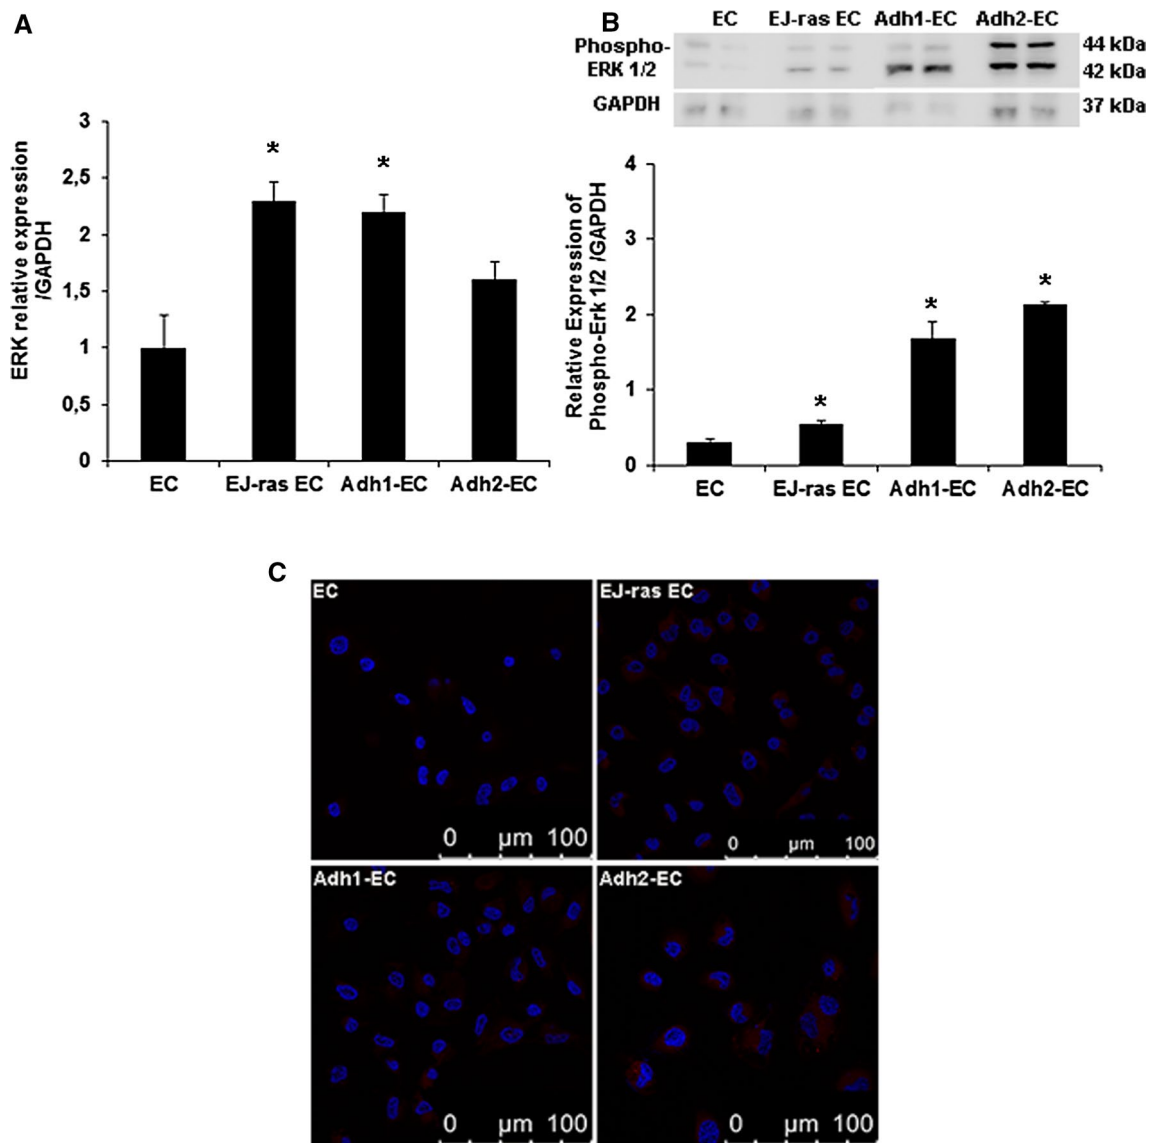 A
ERK relative expression
/GAPDH
3
2,5
2
1,5
1
0,5
0
*
*
EC
EJ-ras EC
Adh1-EC
Adh2-EC
B
EC
EJ-ras EC
Adh1-EC
Adh2-EC
Phospho-
ERK 1/2
44 kDa
42 kDa
GAPDH
37 kDa
Relative Expression of
Phospho-Erk 1/2 /GAPDH
4
3
2
1
0
*
*
*
EC
EJ-ras EC
Adh1-EC
Adh2-EC
C
EC
0 µm 100
EJ-ras EC
0 µm 100
Adh1-EC
0 µm 100
Adh2-EC
0 µm 100